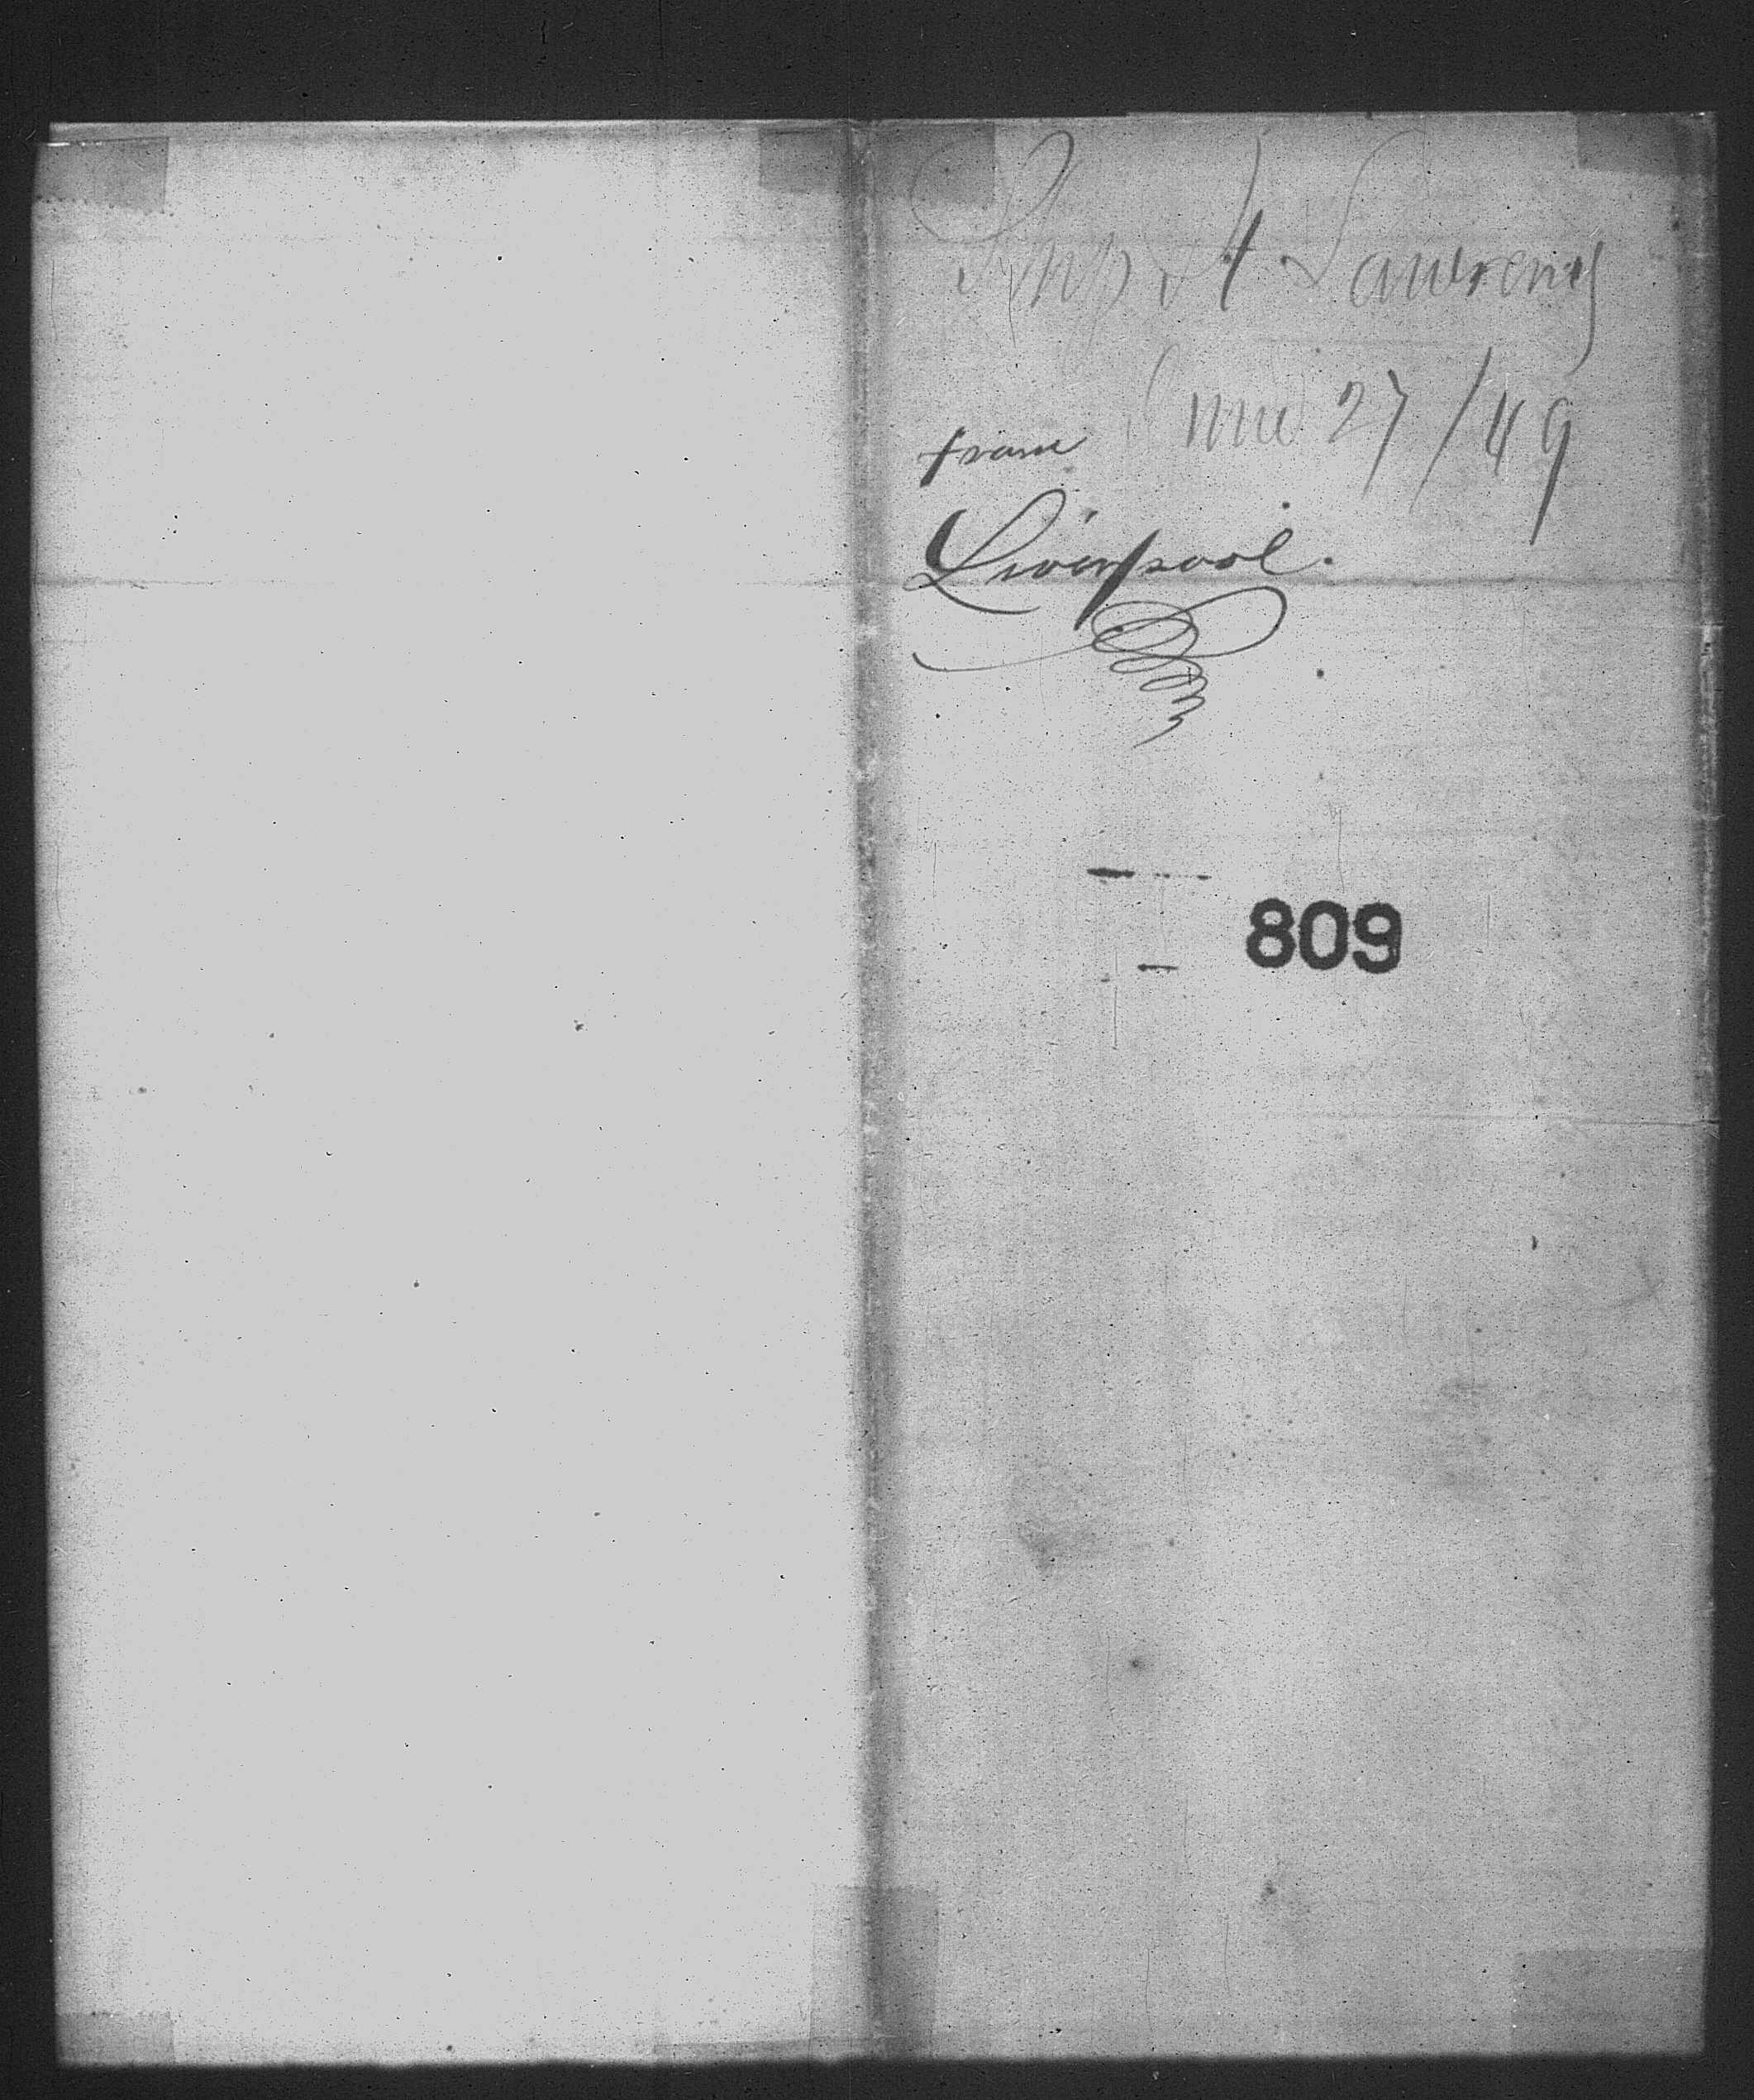 Ship St Lawrence
June 27/49
from
Liverpool.
809